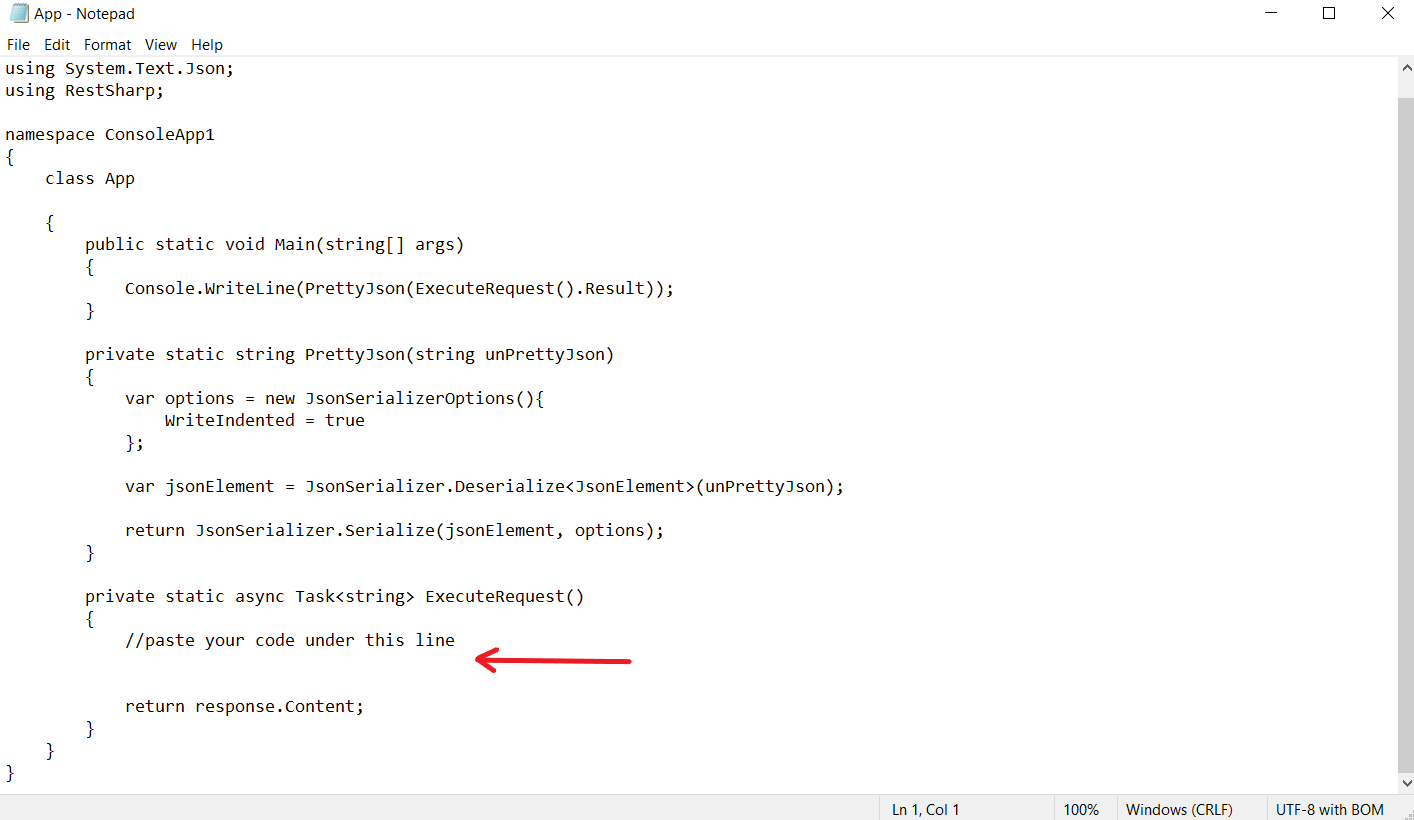 App - Notepad
File Edit Format View Help
using System.Text.Json;
using RestSharp;
namespace ConsoleApp1
{
    class App
    {
        public static void Main(string[] args)
        {
            Console.WriteLine(PrettyJson(ExecuteRequest().Result));
        }
        private static string PrettyJson(string unPrettyJson)
        {
            var options = new JsonSerializerOptions(){
                WriteIndented = true
            };
            var jsonElement = JsonSerializer.Deserialize<JsonElement>(unPrettyJson);
            return JsonSerializer.Serialize(jsonElement, options);
        }
        private static async Task<string> ExecuteRequest()
        {
            //paste your code under this line
            return response.Content;
        }
    }
}
Ln 1, Col 1 100% Windows (CRLF) UTF-8 with BOM